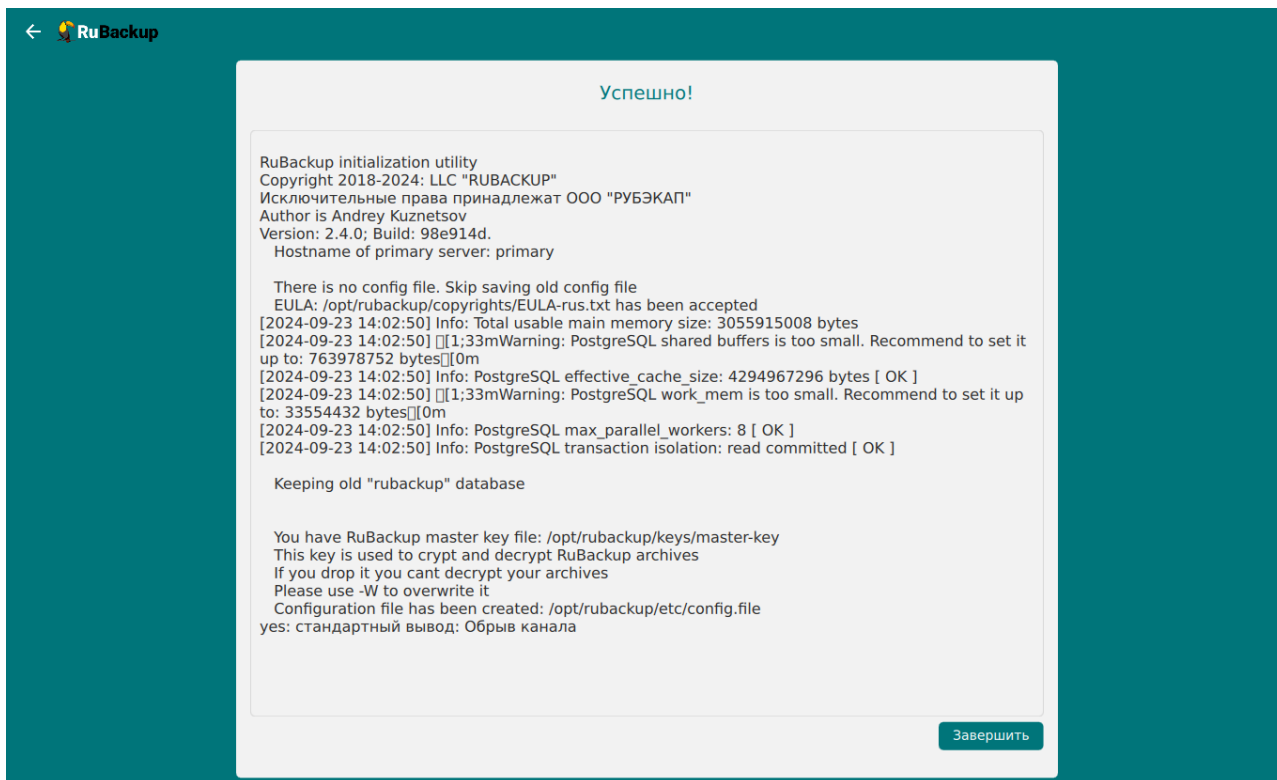 RuBackup
Успешно!
RuBackup initialization utility
Copyright 2018-2024: LLC "RUBACKUP"
Исключительные права принадлежат ООО "РУБЭКАП"
Author is Andrey Kuznetsov
Version: 2.4.0; Build: 98e914d.
Hostname of primary server: primary
There is no config file. Skip saving old config file
EULA: /opt/rubackup/copyrights/EULA-rus.txt has been accepted
[2024-09-23 14:02:50] Info: Total usable main memory size: 3055915008 bytes
[2024-09-23 14:02:50] ▯[1;33mWarning: PostgreSQL shared buffers is too small. Recommend to set it
up to: 763978752 bytes▯[0m
[2024-09-23 14:02:50] Info: PostgreSQL effective_cache_size: 4294967296 bytes [ OK ]
[2024-09-23 14:02:50] ▯[1;33mWarning: PostgreSQL work_mem is too small. Recommend to set it up
to: 33554432 bytes▯[0m
[2024-09-23 14:02:50] Info: PostgreSQL max_parallel_workers: 8 [ OK ]
[2024-09-23 14:02:50] Info: PostgreSQL transaction isolation: read committed [ OK ]
Keeping old "rubackup" database
You have RuBackup master key file: /opt/rubackup/keys/master-key
This key is used to crypt and decrypt RuBackup archives
If you drop it you cant decrypt your archives
Please use -W to overwrite it
Configuration file has been created: /opt/rubackup/etc/config.file
yes: стандартный вывод: Обрыв канала
Завершить